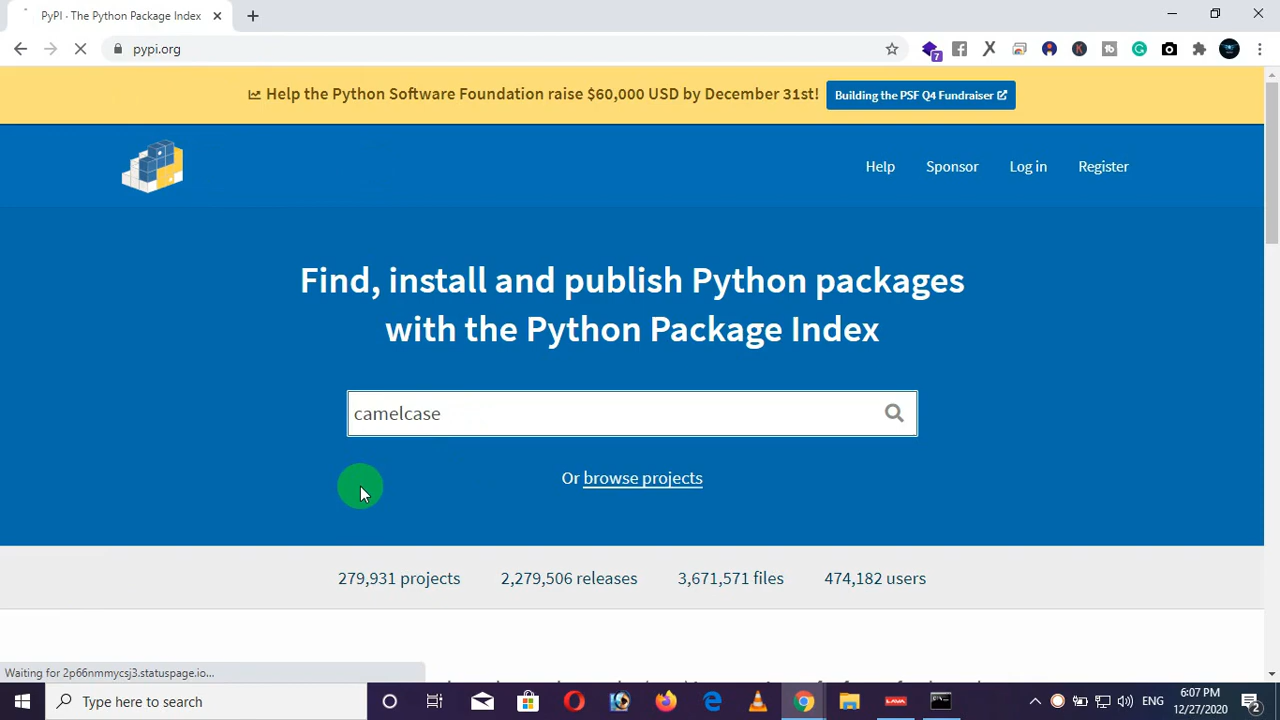 PyPI · The Python Package Index
pypi.org
7
Help the Python Software Foundation raise $60,000 USD by December 31st!
Building the PSF Q4 Fundraiser
Help
Sponsor
Log in
Register
Find, install and publish Python packages
with the Python Package Index
camelcase
Or browse projects
279,931 projects
2,279,506 releases
3,671,571 files
474,182 users
Waiting for 2p66nmmycsj3.statuspage.io...
Type here to search
LAVA
ENG
6:07 PM
12/27/2020
2